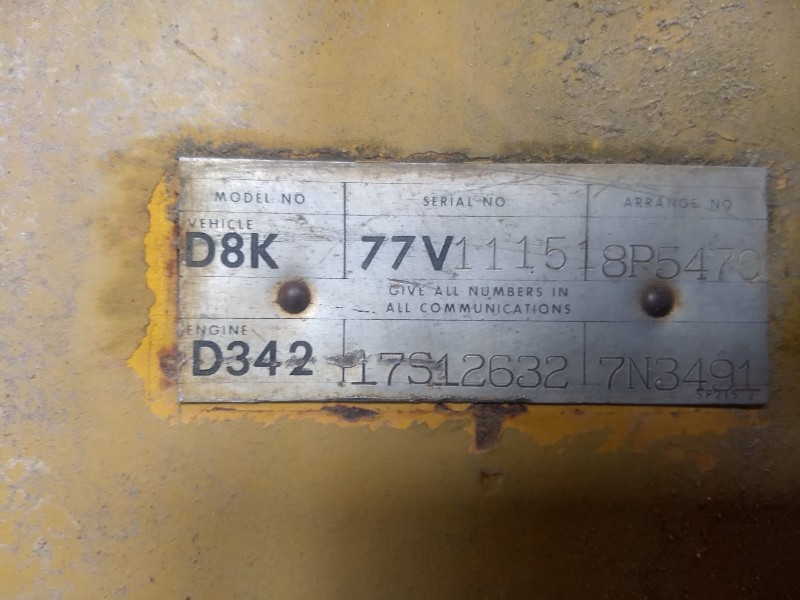 MODEL NO SERIAL NO ARRANGE NO
VEHICLE
D8K 77V11151 8P5470
GIVE ALL NUMBERS IN
ALL COMMUNICATIONS
ENGINE
D342 17S12632 7N3491